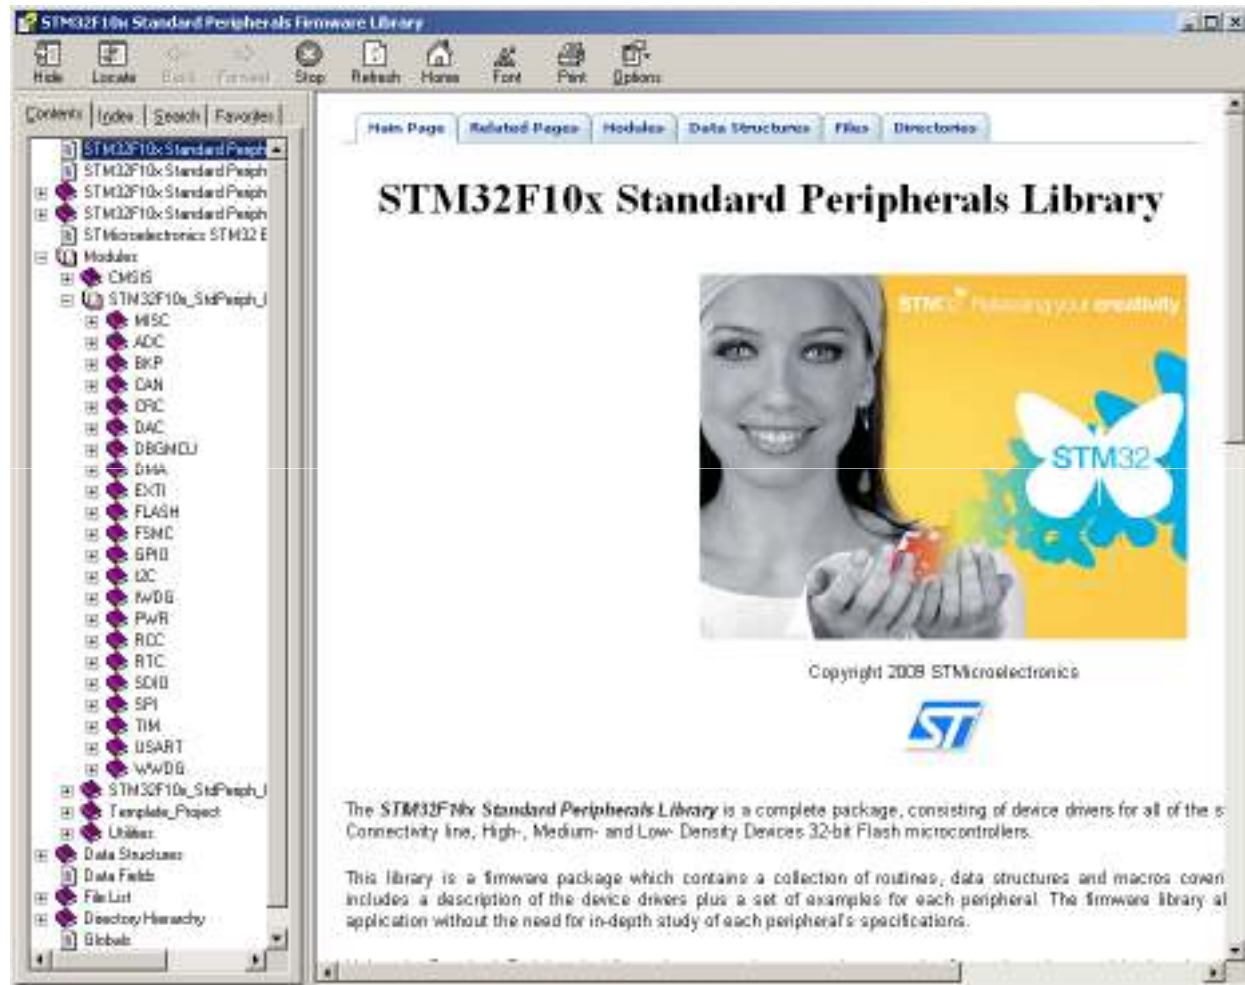 STM32F10x Standard Peripherals Firmware Library
Hide Locate Back Forward Stop Refresh Home Font Print Options
Contents Index Search Favorites
Main Page Related Pages Modules Data Structures Files Directories
STM32F10x Standard Periph
STM32F10x Standard Periph
STM32F10x Standard Periph
STM32F10x Standard Periph
STMicroelectronics STM32 E
Modules
CMSIS
STM32F10x_StdPeriph_
MISC
ADC
BKP
CAN
CRC
DAC
DBGMCU
DMA
EXTI
FLASH
FSMC
GPIO
I2C
IWDG
PWR
RCC
RTC
SDIO
SPI
TIM
USART
WWDG
STM32F10x_StdPeriph_
Template_Project
Utilities
Data Structures
Data Fields
File List
Directory Hierarchy
Globals
STM32F10x Standard Peripherals Library
STM32 Releasing your creativity
STM32
Copyright 2009 STMicroelectronics
ST
The STM32F10x Standard Peripherals Library is a complete package, consisting of device drivers for all of the s
Connectivity line, High-, Medium- and Low- Density Devices 32-bit Flash microcontrollers.
This library is a firmware package which contains a collection of routines, data structures and macros coveri
includes a description of the device drivers plus a set of examples for each peripheral. The firmware library al
application without the need for in-depth study of each peripheral's specifications.